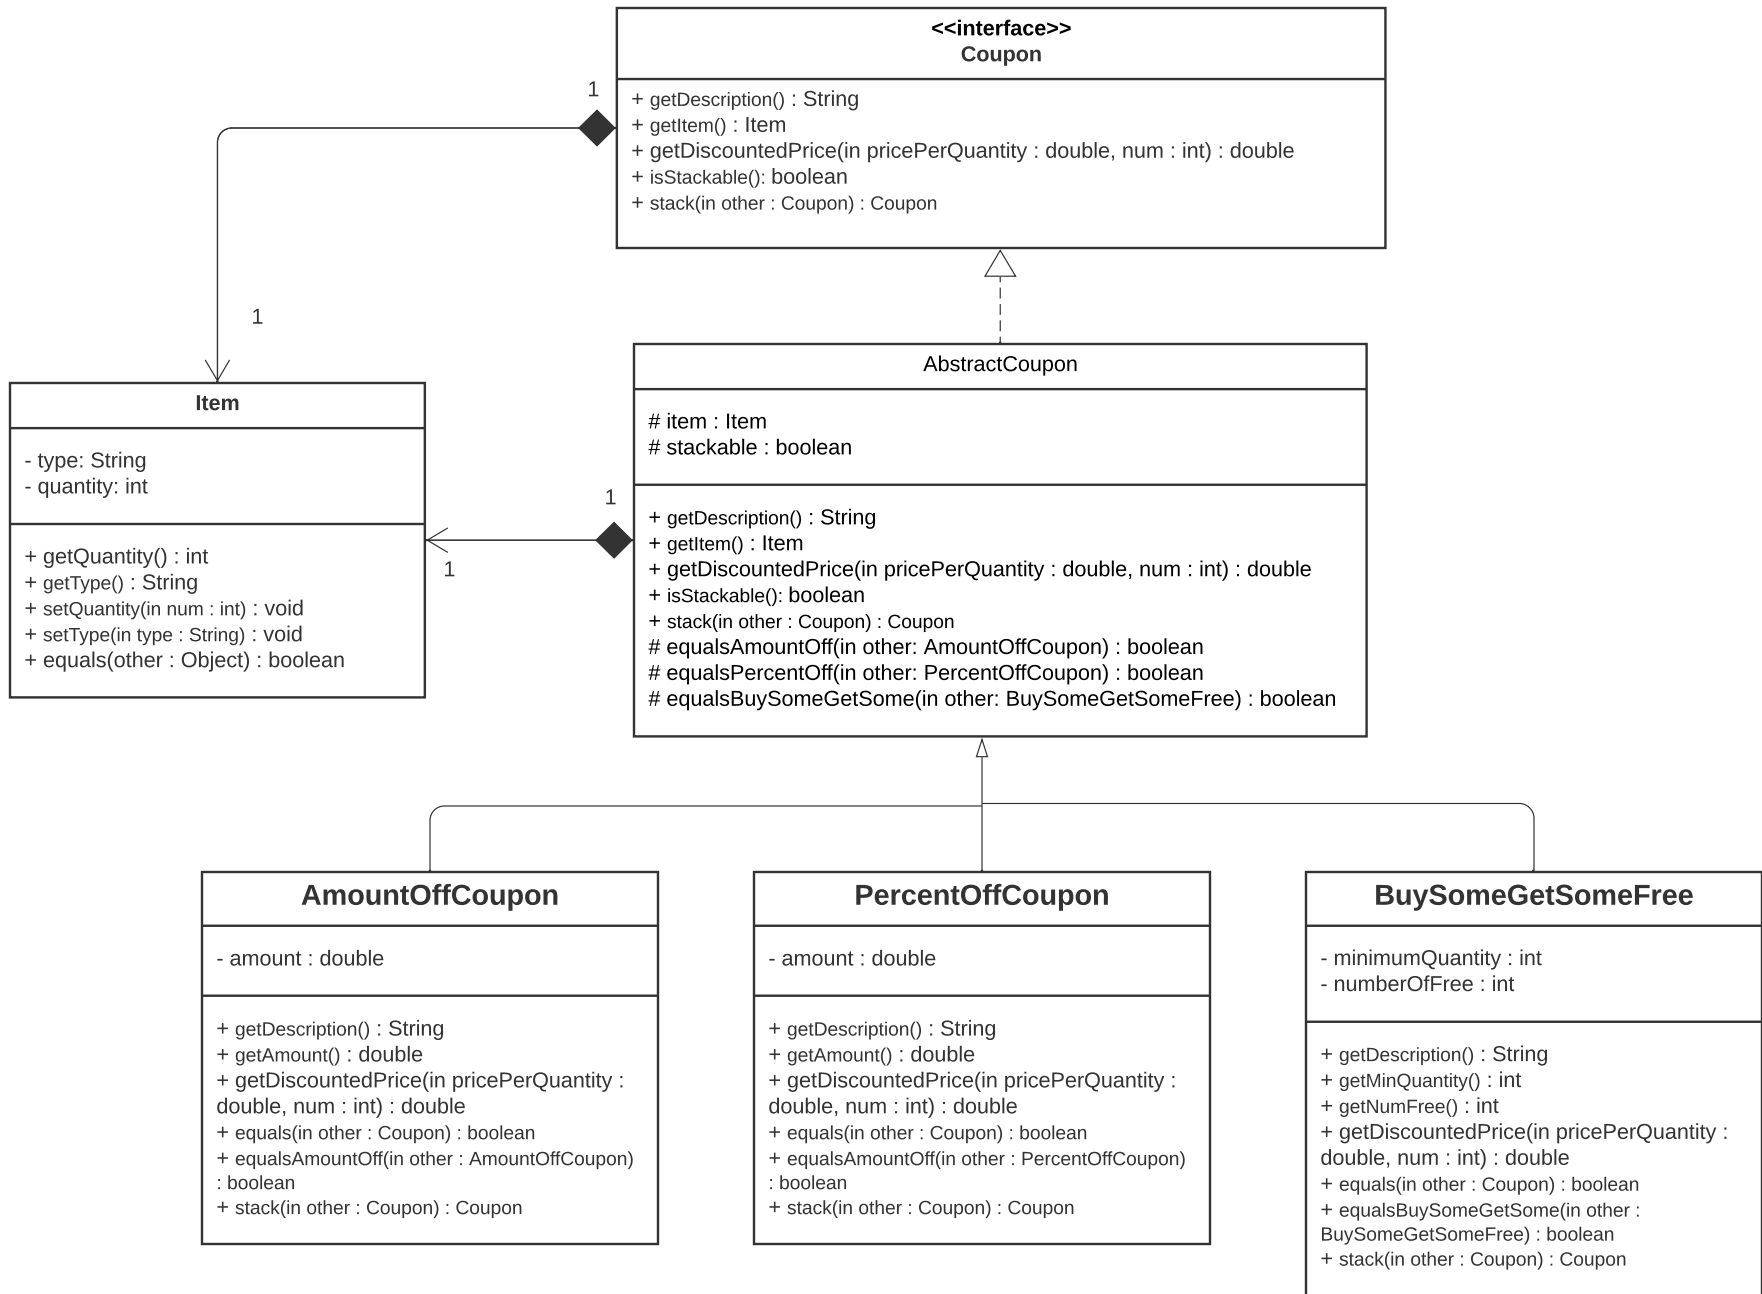 <<interface>>
Coupon
+ getDescription() : String
+ getItem() : Item
+ getDiscountedPrice(in pricePerQuantity : double, num : int) : double
+ isStackable(): boolean
+ stack(in other : Coupon) : Coupon
1
1
Item
- type: String
- quantity: int
+ getQuantity() : int
+ getType() : String
+ setQuantity(in num : int) : void
+ setType(in type : String) : void
+ equals(other : Object) : boolean
1
1
AbstractCoupon
# item : Item
# stackable : boolean
+ getDescription() : String
+ getItem() : Item
+ getDiscountedPrice(in pricePerQuantity : double, num : int) : double
+ isStackable(): boolean
+ stack(in other : Coupon) : Coupon
# equalsAmountOff(in other: AmountOffCoupon) : boolean
# equalsPercentOff(in other: PercentOffCoupon) : boolean
# equalsBuySomeGetSome(in other: BuySomeGetSomeFree) : boolean
AmountOffCoupon
- amount : double
+ getDescription() : String
+ getAmount() : double
+ getDiscountedPrice(in pricePerQuantity :
double, num : int) : double
+ equals(in other : Coupon) : boolean
+ equalsAmountOff(in other : AmountOffCoupon)
: boolean
+ stack(in other : Coupon) : Coupon
PercentOffCoupon
- amount : double
+ getDescription() : String
+ getAmount() : double
+ getDiscountedPrice(in pricePerQuantity :
double, num : int) : double
+ equals(in other : Coupon) : boolean
+ equalsAmountOff(in other : PercentOffCoupon)
: boolean
+ stack(in other : Coupon) : Coupon
BuySomeGetSomeFree
- minimumQuantity : int
- numberOfFree : int
+ getDescription() : String
+ getMinQuantity() : int
+ getNumFree() : int
+ getDiscountedPrice(in pricePerQuantity :
double, num : int) : double
+ equals(in other : Coupon) : boolean
+ equalsBuySomeGetSome(in other :
BuySomeGetSomeFree) : boolean
+ stack(in other : Coupon) : Coupon